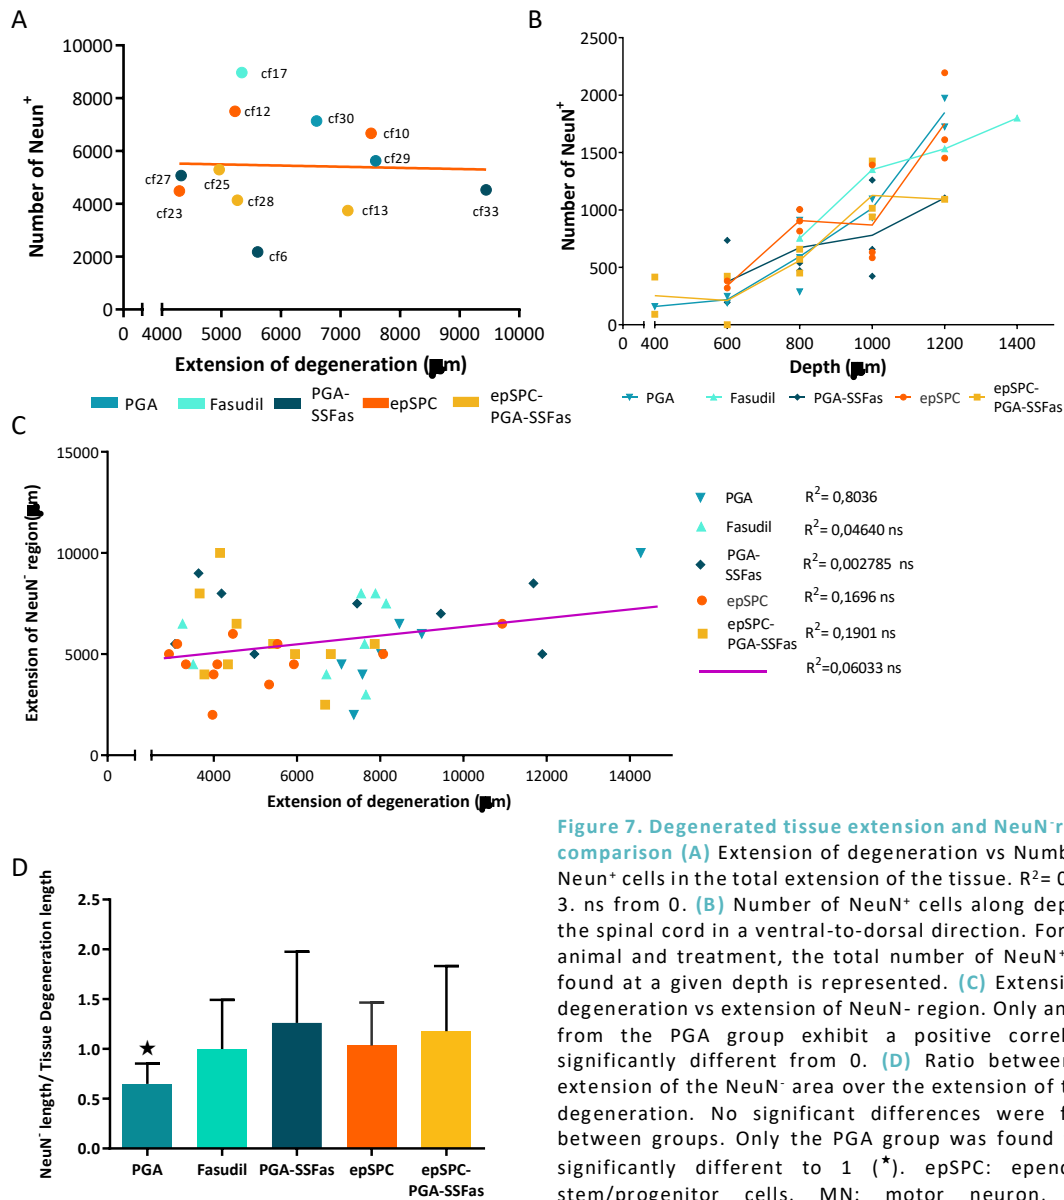 A
10000
8000
6000
4000
2000
0
Number of Neun+
cf17
cf12
cf30
cf10
cf29
cf27
cf25
cf23
cf28
cf13
cf33
cf6
0 4000 5000 6000 7000 8000 9000 10000
Extension of degeneration (μm)
PGA Fasudil PGA-SSFas epSPC epSPC-PGA-SSFas
B
2500
2000
1500
1000
500
0
Number of NeuN+
0 400 600 800 1000 1200 1400
Depth (μm)
PGA Fasudil PGA-SSFas epSPC epSPC-PGA-SSFas
C
15000
10000
5000
0
Extension of NeuN- region(μm)
0 4000 6000 8000 10000 12000 14000
Extension of degeneration (μm)
PGA R2= 0,8036
Fasudil R2= 0,04640 ns
PGA-SSFas R2= 0,002785 ns
epSPC R2= 0,1696 ns
epSPC-PGA-SSFas R2= 0,1901 ns
R2=0,06033 ns
D
2.5
2.0
1.5
1.0
0.5
0.0
NeuN- length/ Tissue Degeneration length
★
PGA Fasudil PGA-SSFas epSPC epSPC-PGA-SSFas
Figure 7. Degenerated tissue extension and NeuN-r
comparison (A) Extension of degeneration vs Numb
Neun+ cells in the total extension of the tissue. R2= 0
3. ns from 0. (B) Number of NeuN+ cells along dep
the spinal cord in a ventral-to-dorsal direction. For
animal and treatment, the total number of NeuN+
found at a given depth is represented. (C) Extensi
degeneration vs extension of NeuN- region. Only an
from the PGA group exhibit a positive correl
significantly different from 0. (D) Ratio between
extension of the NeuN- area over the extension of t
degeneration. No significant differences were f
between groups. Only the PGA group was found
significantly different to 1 (★). epSPC: epend
stem/progenitor cells. MN: motor neuron.